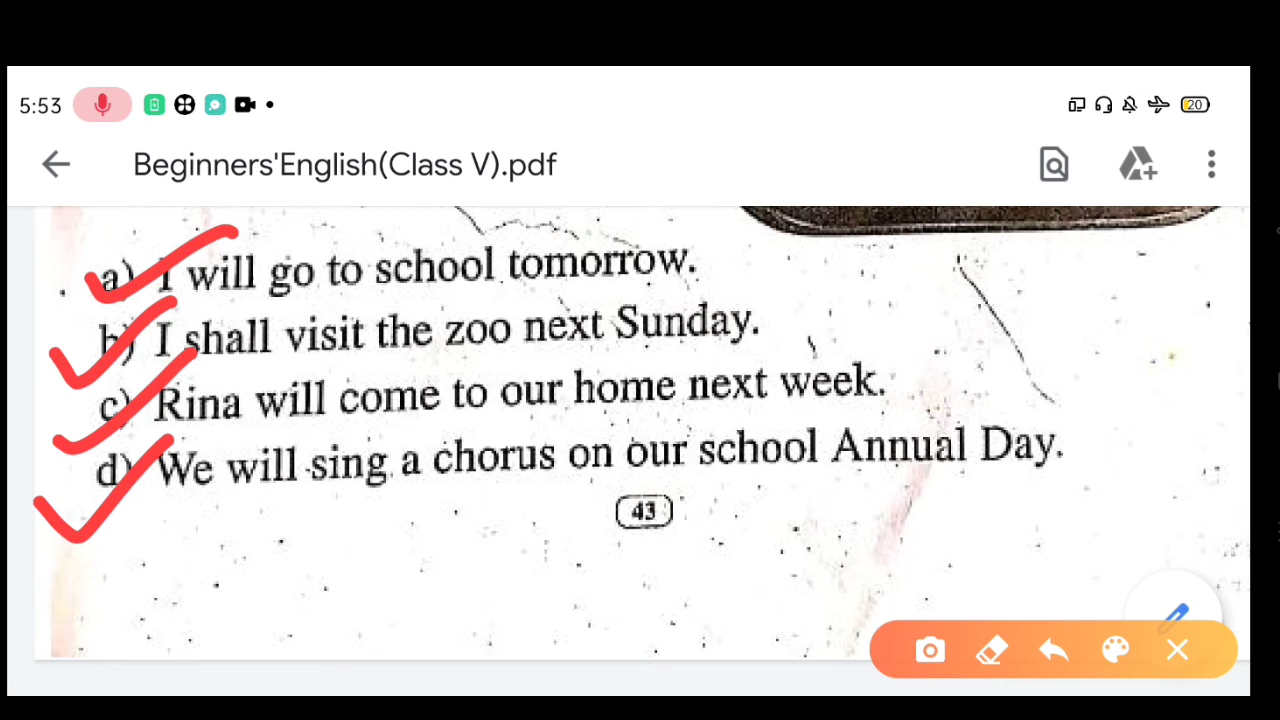 5:53 20
Beginners'English(Class V).pdf
a) I will go to school tomorrow.
b) I shall visit the zoo next Sunday.
c) Rina will come to our home next week.
d) We will sing a chorus on our school Annual Day.
43